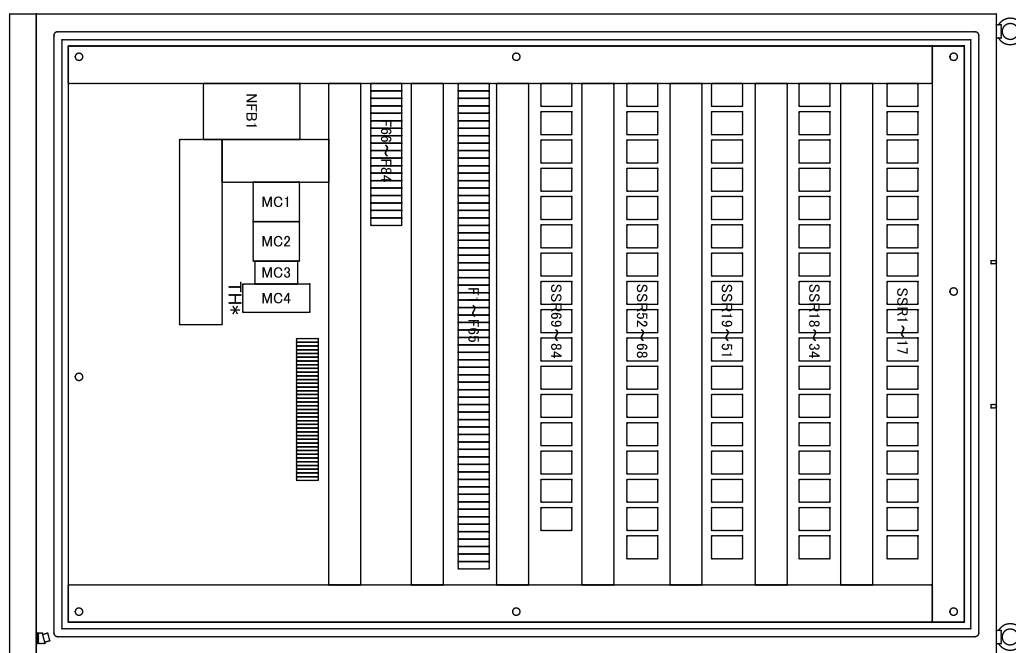 NFB1
MC1
MC2
MC3
MC4
TH*
F66～F84
F1～F65
SSR69～84
SSR52～68
SSR19～51
SSR18～34
SSR1～17